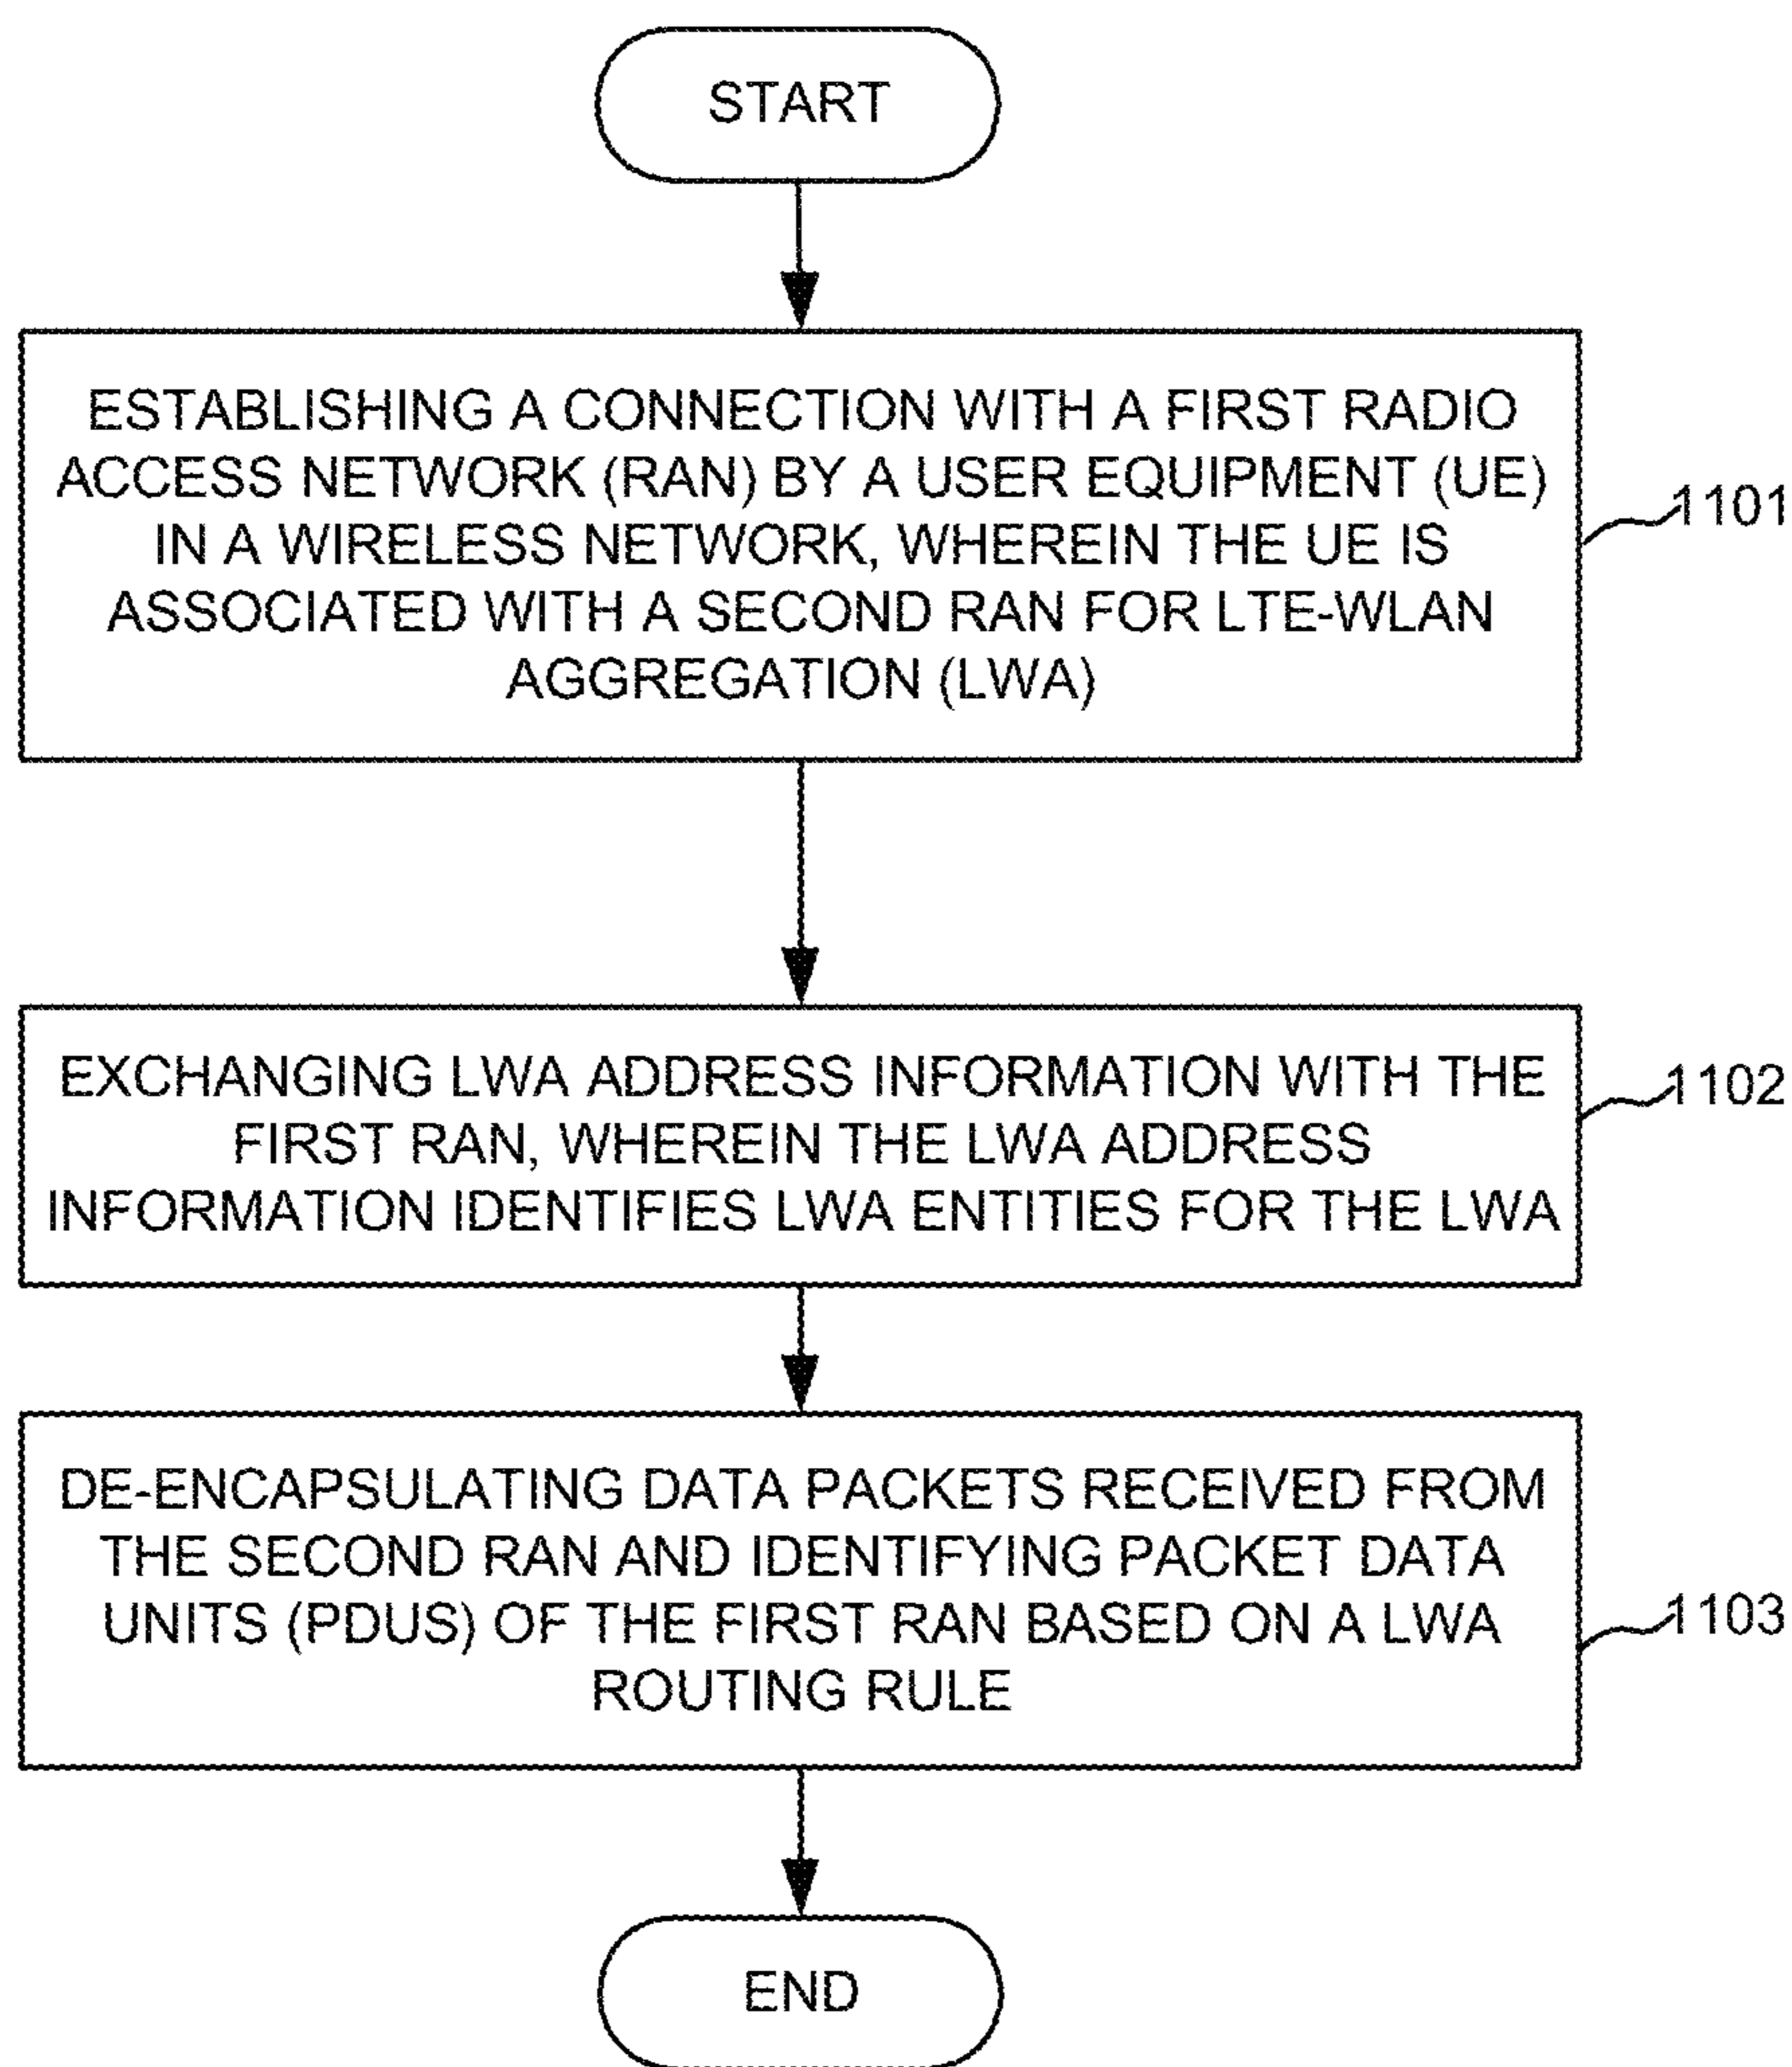 START
ESTABLISHING A CONNECTION WITH A FIRST RADIO
ACCESS NETWORK (RAN) BY A USER EQUIPMENT (UE)
IN A WIRELESS NETWORK, WHEREIN THE UE IS
ASSOCIATED WITH A SECOND RAN FOR LTE-WLAN
AGGREGATION (LWA)
1101
EXCHANGING LWA ADDRESS INFORMATION WITH THE
FIRST RAN, WHEREIN THE LWA ADDRESS
INFORMATION IDENTIFIES LWA ENTITIES FOR THE LWA
1102
DE-ENCAPSULATING DATA PACKETS RECEIVED FROM
THE SECOND RAN AND IDENTIFYING PACKET DATA
UNITS (PDUS) OF THE FIRST RAN BASED ON A LWA
ROUTING RULE
1103
END